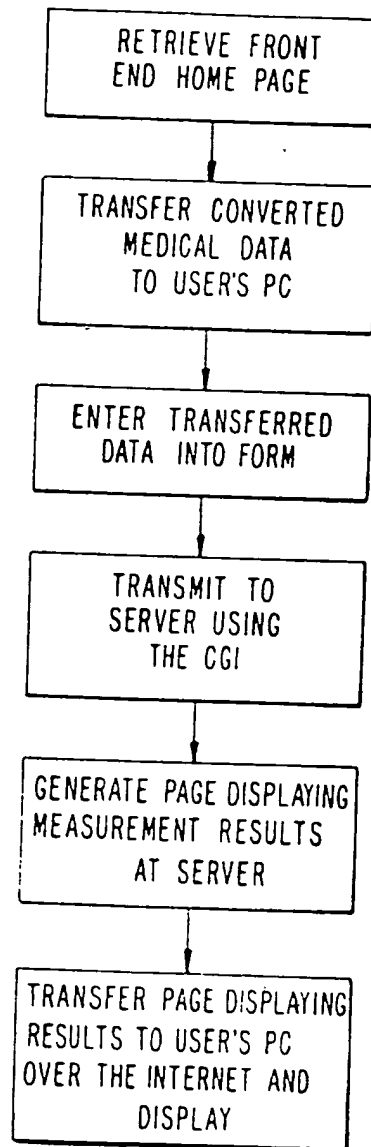 RETRIEVE FRONT
END HOME PAGE
TRANSFER CONVERTED
MEDICAL DATA
TO USER'S PC
ENTER TRANSFERRED
DATA INTO FORM
TRANSMIT TO
SERVER USING
THE CGI
GENERATE PAGE DISPLAYING
MEASUREMENT RESULTS
AT SERVER
TRANSFER PAGE DISPLAYING
RESULTS TO USER'S PC
OVER THE INTERNET AND
DISPLAY